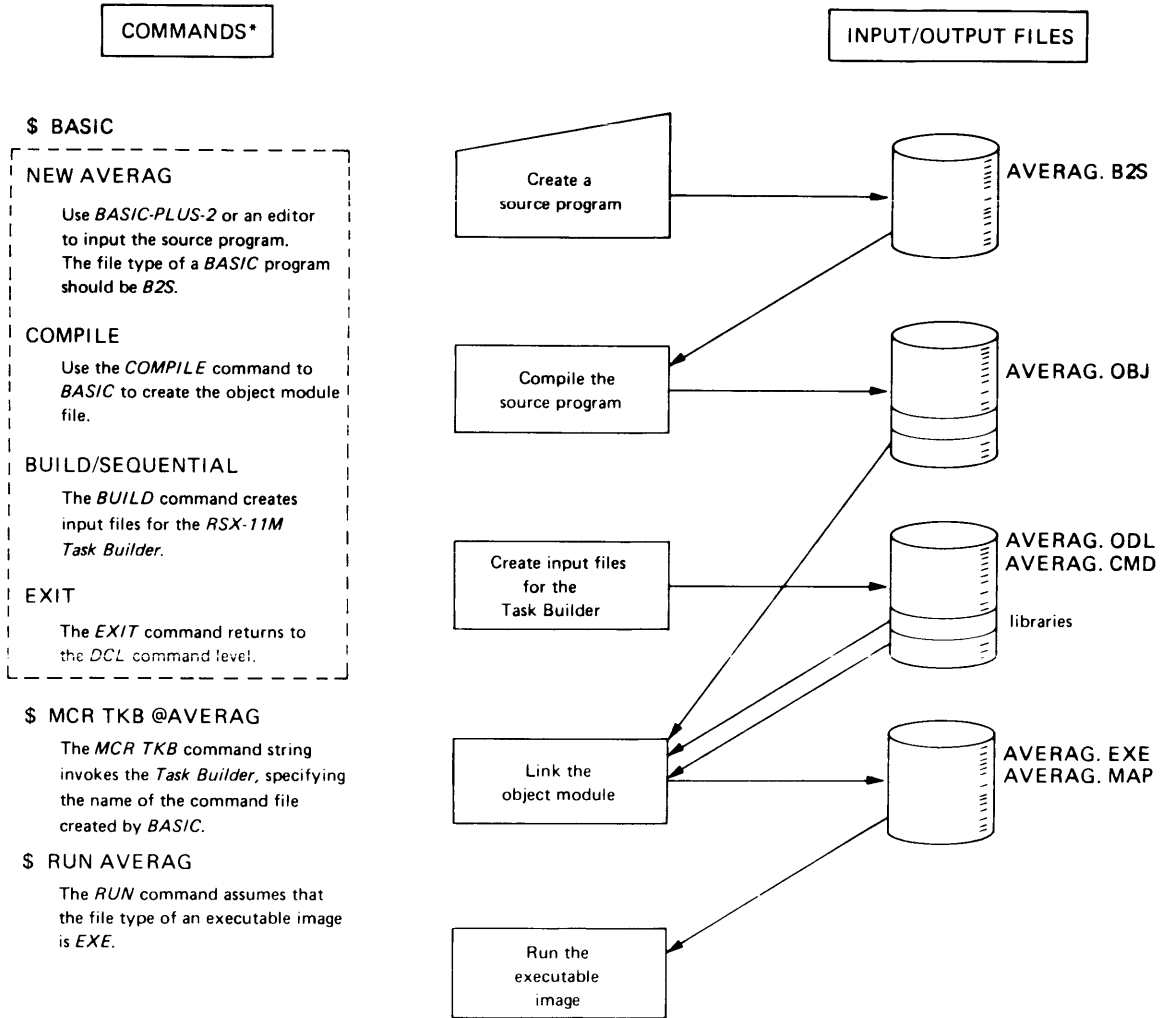 COMMANDS*
INPUT/OUTPUT FILES
$ BASIC
NEW AVERAG
Use BASIC-PLUS-2 or an editor
to input the source program.
The file type of a BASIC program
should be B2S.
COMPILE
Use the COMPILE command to
BASIC to create the object module
file.
BUILD/SEQUENTIAL
The BUILD command creates
input files for the RSX-11M
Task Builder.
EXIT
The EXIT command returns to
the DCL command level.
$ MCR TKB @AVERAG
The MCR TKB command string
invokes the Task Builder, specifying
the name of the command file
created by BASIC.
$ RUN AVERAG
The RUN command assumes that
the file type of an executable image
is EXE.
Create a
source program
AVERAG. B2S
Compile the
source program
AVERAG. OBJ
Create input files
for the
Task Builder
AVERAG. ODL
AVERAG. CMD
libraries
Link the
object module
AVERAG. EXE
AVERAG. MAP
Run the
executable
image